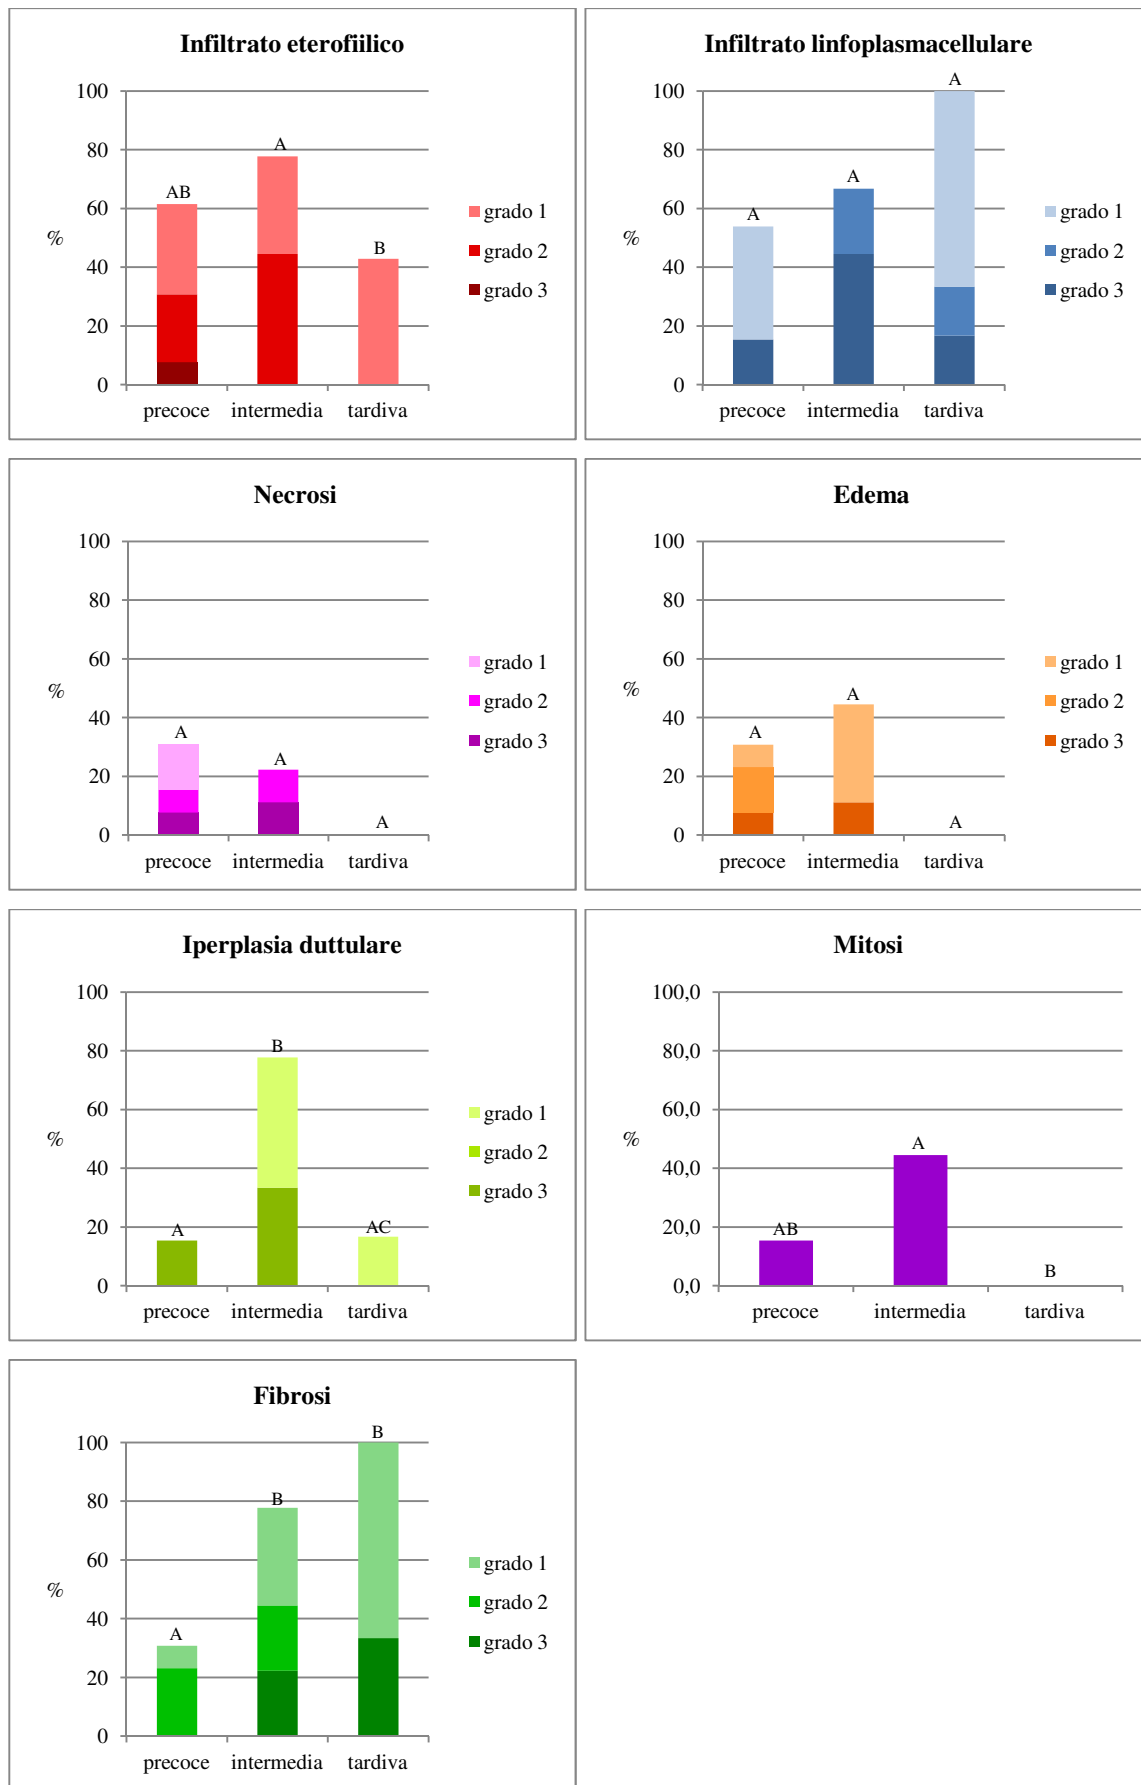 Infiltrato eterofiilico
100
80
60
40
20
0
%
AB
A
B
precoce intermedia tardiva
grado 1
grado 2
grado 3
Infiltrato linfoplasmacellulare
100
80
60
40
20
0
%
A
A
A
precoce intermedia tardiva
grado 1
grado 2
grado 3
Necrosi
100
80
60
40
20
0
%
A
A
A
precoce intermedia tardiva
grado 1
grado 2
grado 3
Edema
100
80
60
40
20
0
%
A
A
A
precoce intermedia tardiva
grado 1
grado 2
grado 3
Iperplasia duttulare
100
80
60
40
20
0
%
A
B
AC
precoce intermedia tardiva
grado 1
grado 2
grado 3
Mitosi
100,0
80,0
60,0
40,0
20,0
0,0
%
AB
A
B
precoce intermedia tardiva
Fibrosi
100
80
60
40
20
0
%
A
B
B
precoce intermedia tardiva
grado 1
grado 2
grado 3